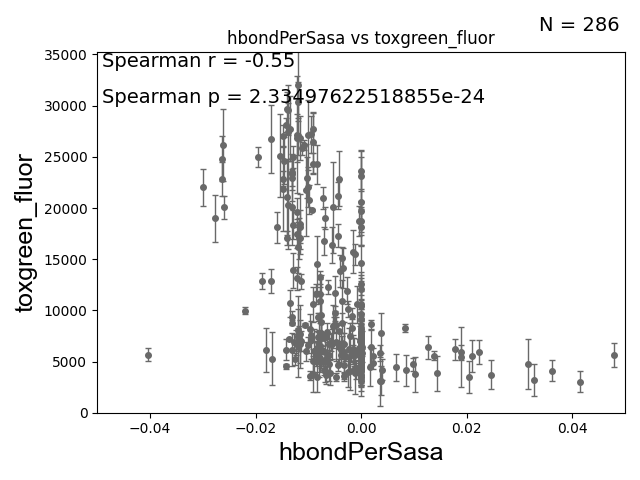 N = 286
hbondPerSasa vs toxgreen_fluor
Spearman r = -0.55
Spearman p = 2.33497622518855e-24
toxgreen_fluor
35000
30000
25000
20000
15000
10000
5000
0
−0.04 −0.02 0.00 0.02 0.04
hbondPerSasa